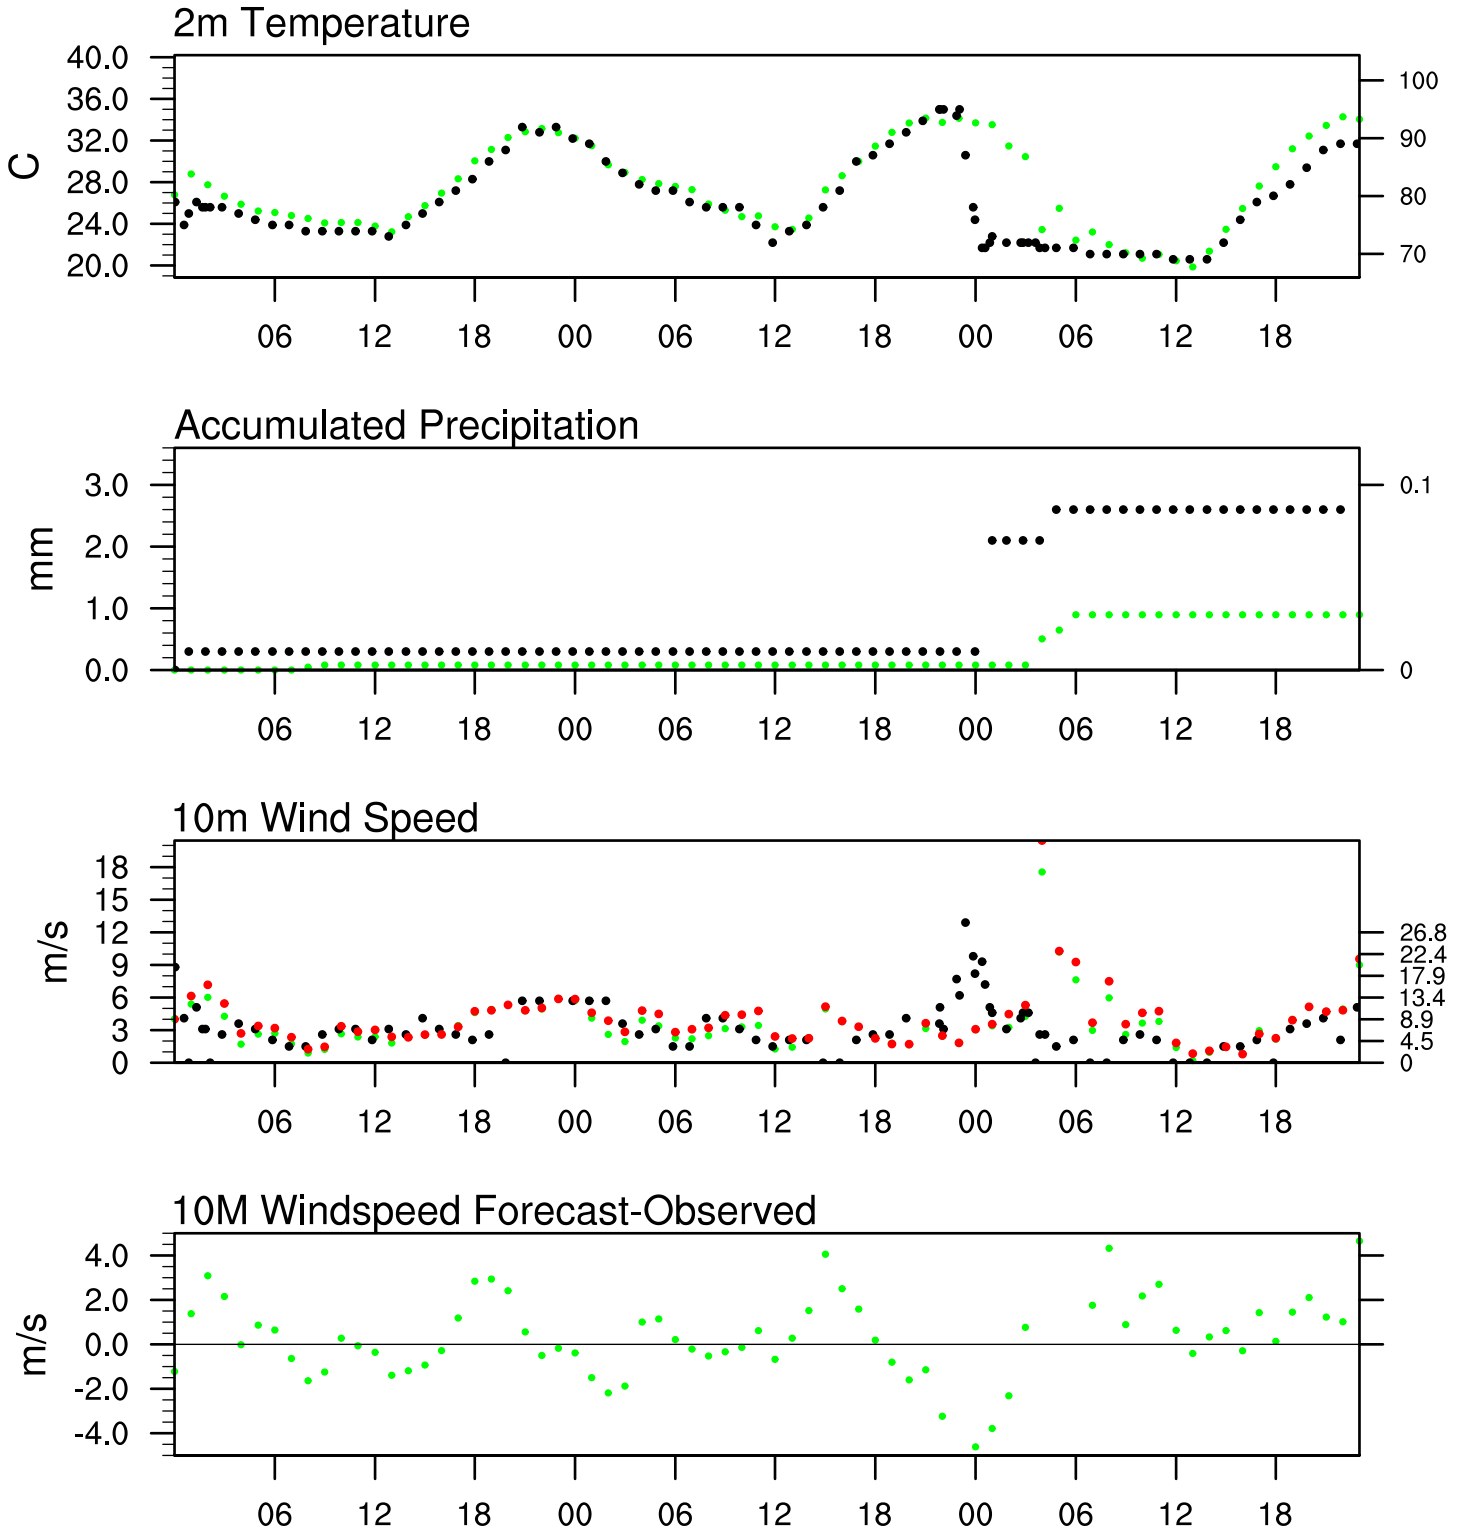 2m Temperature
40.0
36.0
32.0
28.0
24.0
20.0
C
100
90
80
70
06 12 18 00 06 12 18 00 06 12 18
Accumulated Precipitation
3.0
2.0
1.0
0.0
mm
0.1
0
06 12 18 00 06 12 18 00 06 12 18
10m Wind Speed
18
15
12
9
6
3
0
m/s
26.8
22.4
17.9
13.4
8.9
4.5
0
06 12 18 00 06 12 18 00 06 12 18
10M Windspeed Forecast-Observed
4.0
2.0
0.0
-2.0
-4.0
m/s
06 12 18 00 06 12 18 00 06 12 18